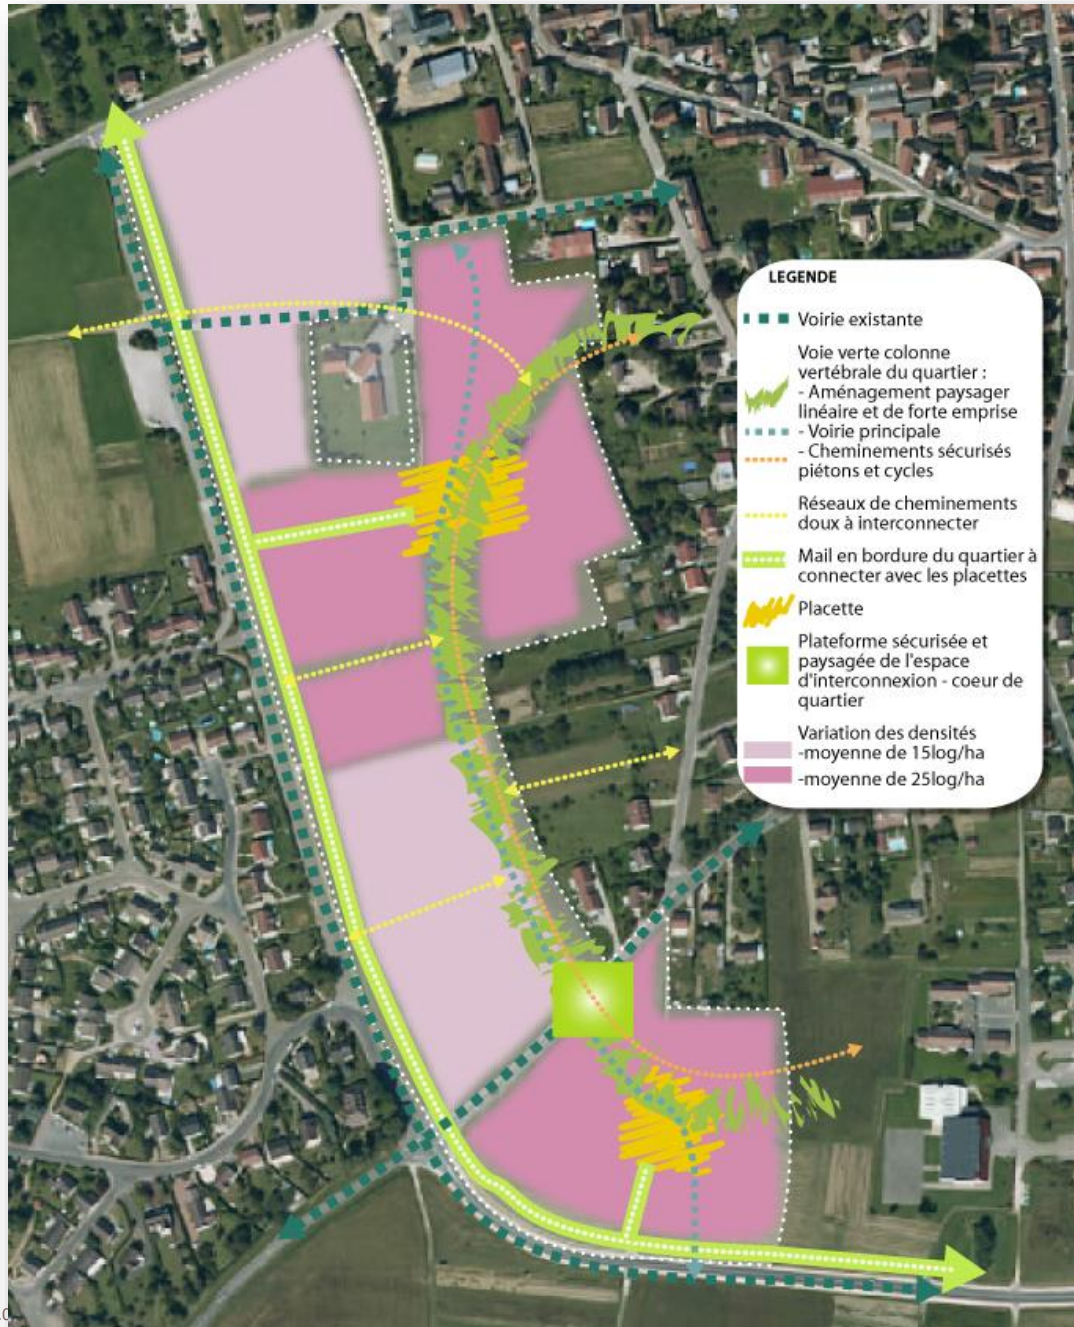 LEGENDE
Voirie existante
Voie verte colonne
vertébrale du quartier :
- Aménagement paysager
linéaire et de forte emprise
- Voirie principale
- Cheminements sécurisés
piétons et cycles
Réseaux de cheminements
doux à interconnecter
Mail en bordure du quartier à
connecter avec les placettes
Placette
Plateforme sécurisée et
paysagée de l'espace
d'interconnexion - coeur de
quartier
Variation des densités
-moyenne de 15log/ha
-moyenne de 25log/ha